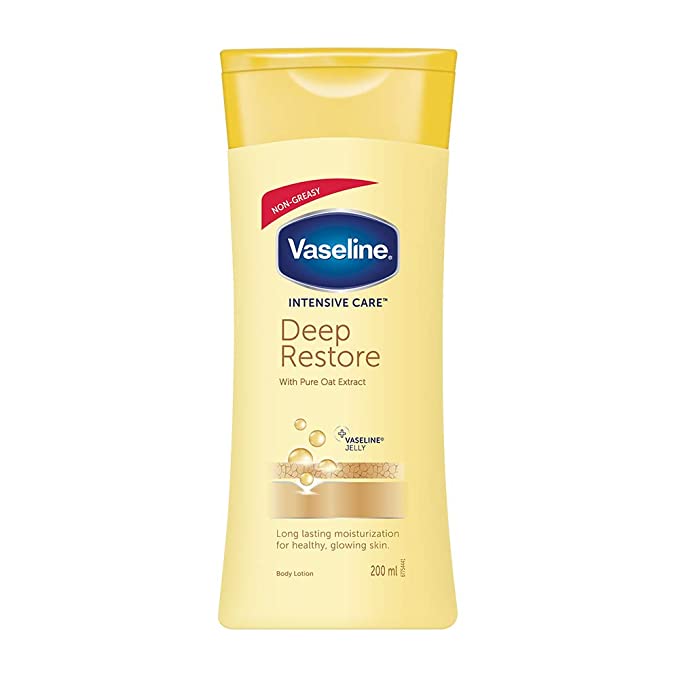 NON-GREASY
Vaseline®
INTENSIVE CARE™
Deep
Restore
With Pure Oat Extract
VASELINE®
JELLY
Long lasting moisturization
for healthy, glowing skin.
Body Lotion
200 ml